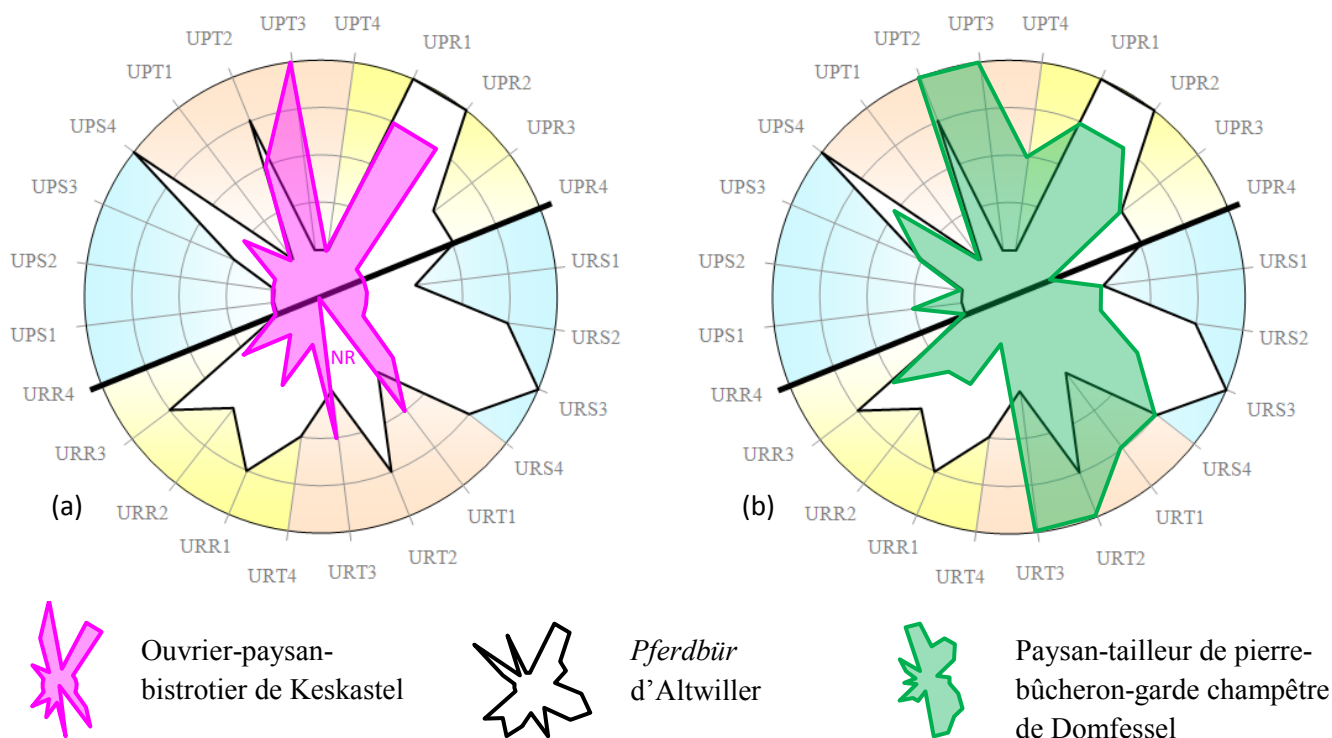 UPT3
UPT4
UPT2
UPR1
UPT1
UPR2
UPS4
UPR3
UPS3
UPR4
UPS2
URS1
UPS1
URS2
URR4
URS3
URR3
URS4
URR2
URT1
URR1
URT2
URT4
URT3
NR
(a)
UPT3
UPT4
UPT2
UPR1
UPT1
UPR2
UPS4
UPR3
UPS3
UPR4
UPS2
URS1
UPS1
URS2
URR4
URS3
URR3
URS4
URR2
URT1
URR1
URT2
URT4
URT3
(b)
Ouvrier-paysan-
bistrotier de Keskastel
Pferdbür
d’Altwiller
Paysan-tailleur de pierre-
bûcheron-garde champêtre
de Domfessel